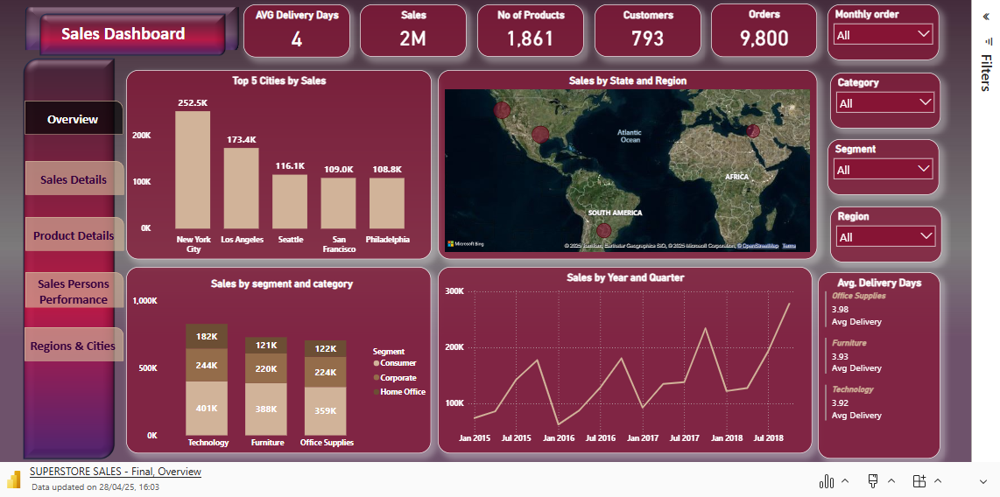 Sales Dashboard
AVG Delivery Days
4
Sales
2M
No of Products
1,861
Customers
793
Orders
9,800
Monthly order
All
Filters
Overview
Sales Details
Product Details
Sales Persons
Performance
Regions & Cities
Top 5 Cities by Sales
200K
100K
0K
252.5K
173.4K
116.1K
109.0K
108.8K
New York
City
Los Angeles
Seattle
San
Francisco
Philadelphia
Sales by State and Region
Atlantic
Ocean
AFRICA
SOUTH AMERICA
Microsoft Bing
© 2025 TomTom, Earthstar Geographics SIO, © 2025 Microsoft Corporation, © OpenStreetMap Terms
Category
All
Segment
All
Region
All
Sales by segment and category
1,000K
500K
0K
182K
244K
401K
121K
220K
388K
122K
224K
359K
Technology
Furniture
Office Supplies
Segment
Consumer
Corporate
Home Office
Sales by Year and Quarter
300K
200K
100K
Jan 2015
Jul 2015
Jan 2016
Jul 2016
Jan 2017
Jul 2017
Jan 2018
Jul 2018
Avg. Delivery Days
Office Supplies
3.98
Avg Delivery
Furniture
3.93
Avg Delivery
Technology
3.92
Avg Delivery
SUPERSTORE SALES - Final, Overview
Data updated on 28/04/25, 16:03